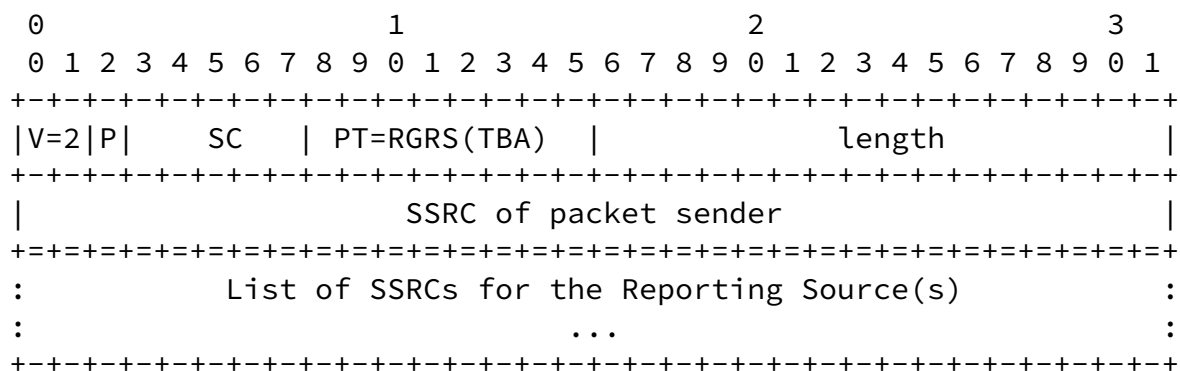 0                   1                   2                   3
 0 1 2 3 4 5 6 7 8 9 0 1 2 3 4 5 6 7 8 9 0 1 2 3 4 5 6 7 8 9 0 1
+-+-+-+-+-+-+-+-+-+-+-+-+-+-+-+-+-+-+-+-+-+-+-+-+-+-+-+-+-+-+-+-+
|V=2|P|    SC   | PT=RGRS(TBA)  |             length            |
+-+-+-+-+-+-+-+-+-+-+-+-+-+-+-+-+-+-+-+-+-+-+-+-+-+-+-+-+-+-+-+-+
|                     SSRC of packet sender                     |
+=+=+=+=+=+=+=+=+=+=+=+=+=+=+=+=+=+=+=+=+=+=+=+=+=+=+=+=+=+=+=+=+
:           List of SSRCs for the Reporting Source(s)           :
:                              ...                              :
+-+-+-+-+-+-+-+-+-+-+-+-+-+-+-+-+-+-+-+-+-+-+-+-+-+-+-+-+-+-+-+-+